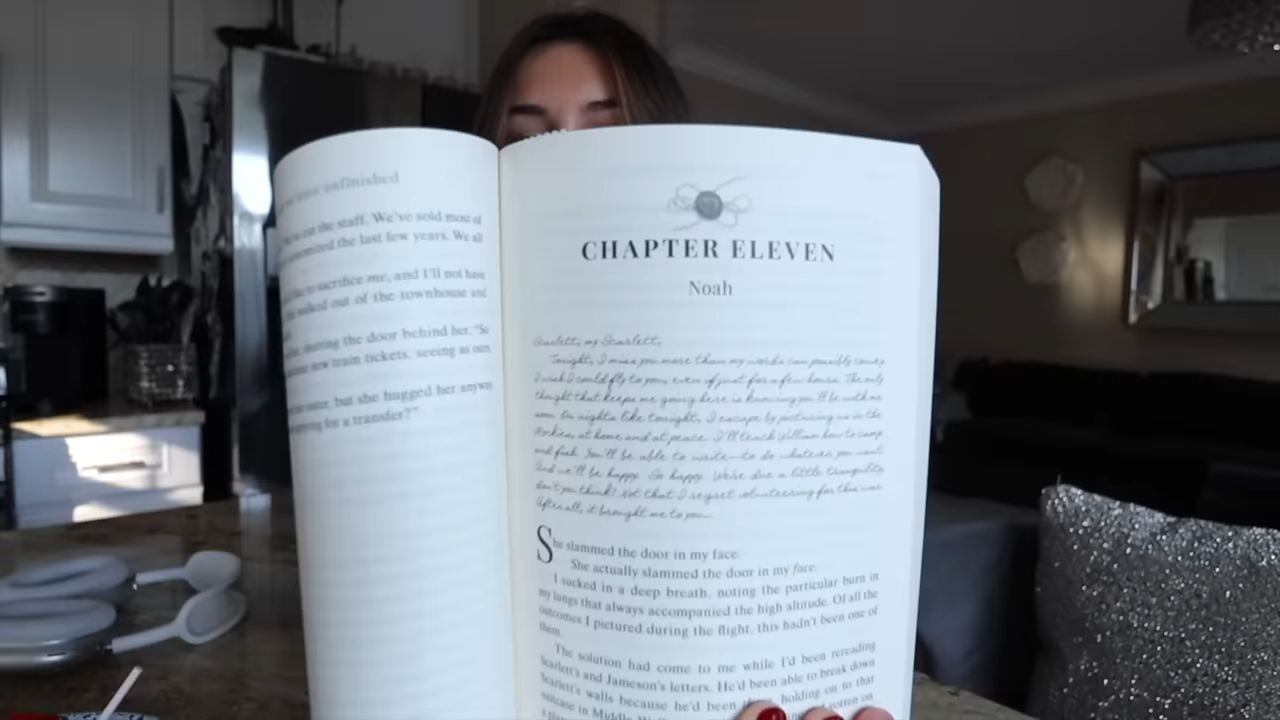 unfinished
out the staff. We've sold most of
the last few years. We all
to sacrifice me, and I'll not have
walked out of the townhouse and
the door behind her. "So
new train tickets, seeing as our
sister, but she hugged her anyway
for a transfer?"
CHAPTER ELEVEN
Noah
Scarlett, my Scarlett,
Tonight, I miss you more than my words can possibly convey
I wish I could fly to you, even if just for a few hours. The only
thought that keeps me going here is knowing you'll be with me
soon. On nights like tonight, I escape by picturing us in the
Rockies, at home and at peace. I'll teach William how to camp
and fish. You'll be able to write—to do whatever you want
And we'll be happy. So happy. We're due a little tranquility
don't you think? Not that I regret volunteering for this war.
After all, it brought me to you...
She slammed the door in my face.
She actually slammed the door in my face.
I sucked in a deep breath, noting the particular burn in
my lungs that always accompanied the high altitude. Of all the
outcomes I pictured during the flight, this hadn't been one of
them.
The solution had come to me while I'd been rereading
Scarlett's and Jameson's letters. He'd been able to break down
Scarlett's walls because he'd been holding on to that
suitcase in Middle